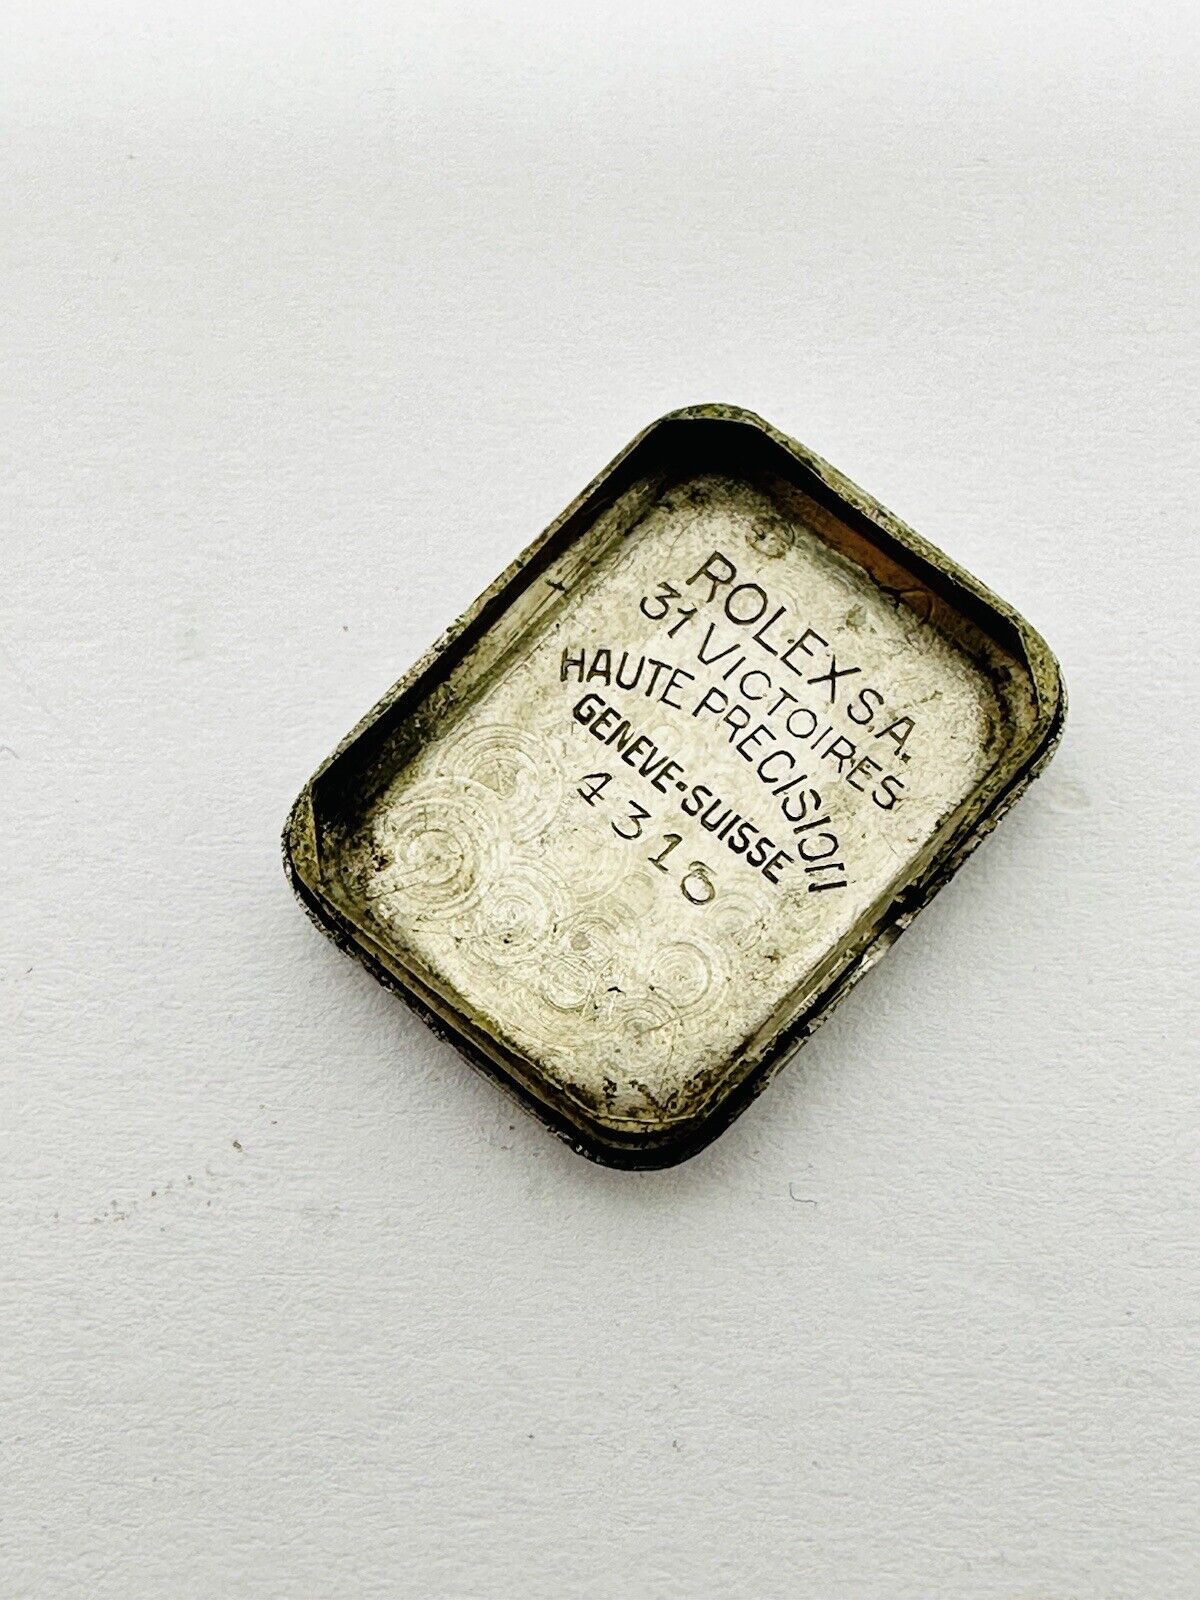 ROLEX S.A.
31 VICTOIRES
HAUTE PRECISION
GENEVE-SUISSE
4316